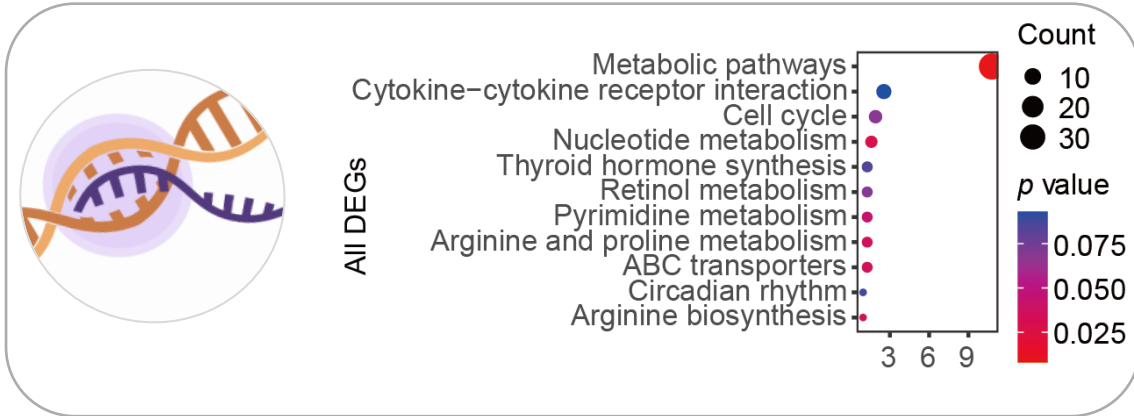 All DEGs
Metabolic pathways
Cytokine−cytokine receptor interaction
Cell cycle
Nucleotide metabolism
Thyroid hormone synthesis
Retinol metabolism
Pyrimidine metabolism
Arginine and proline metabolism
ABC transporters
Circadian rhythm
Arginine biosynthesis
3 6 9
Count
10
20
30
p value
0.075
0.050
0.025